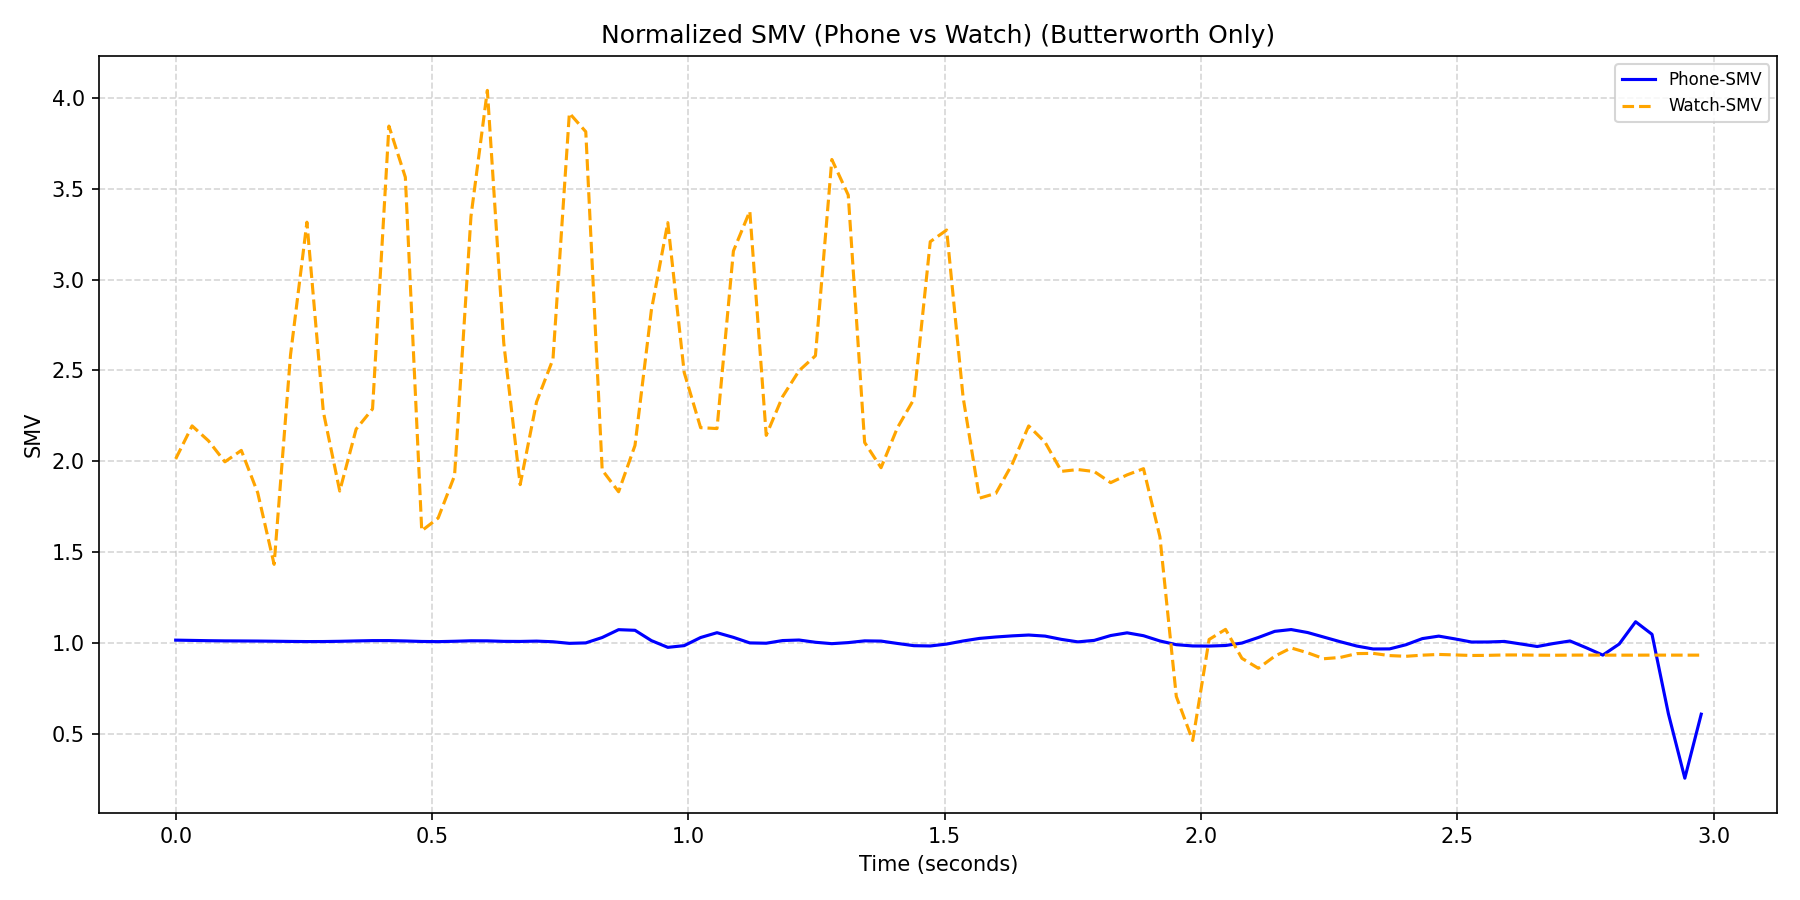 Normalized SMV (Phone vs Watch) (Butterworth Only)
Phone-SMV
Watch-SMV
SMV
4.0
3.5
3.0
2.5
2.0
1.5
1.0
0.5
0.0 0.5 1.0 1.5 2.0 2.5 3.0
Time (seconds)